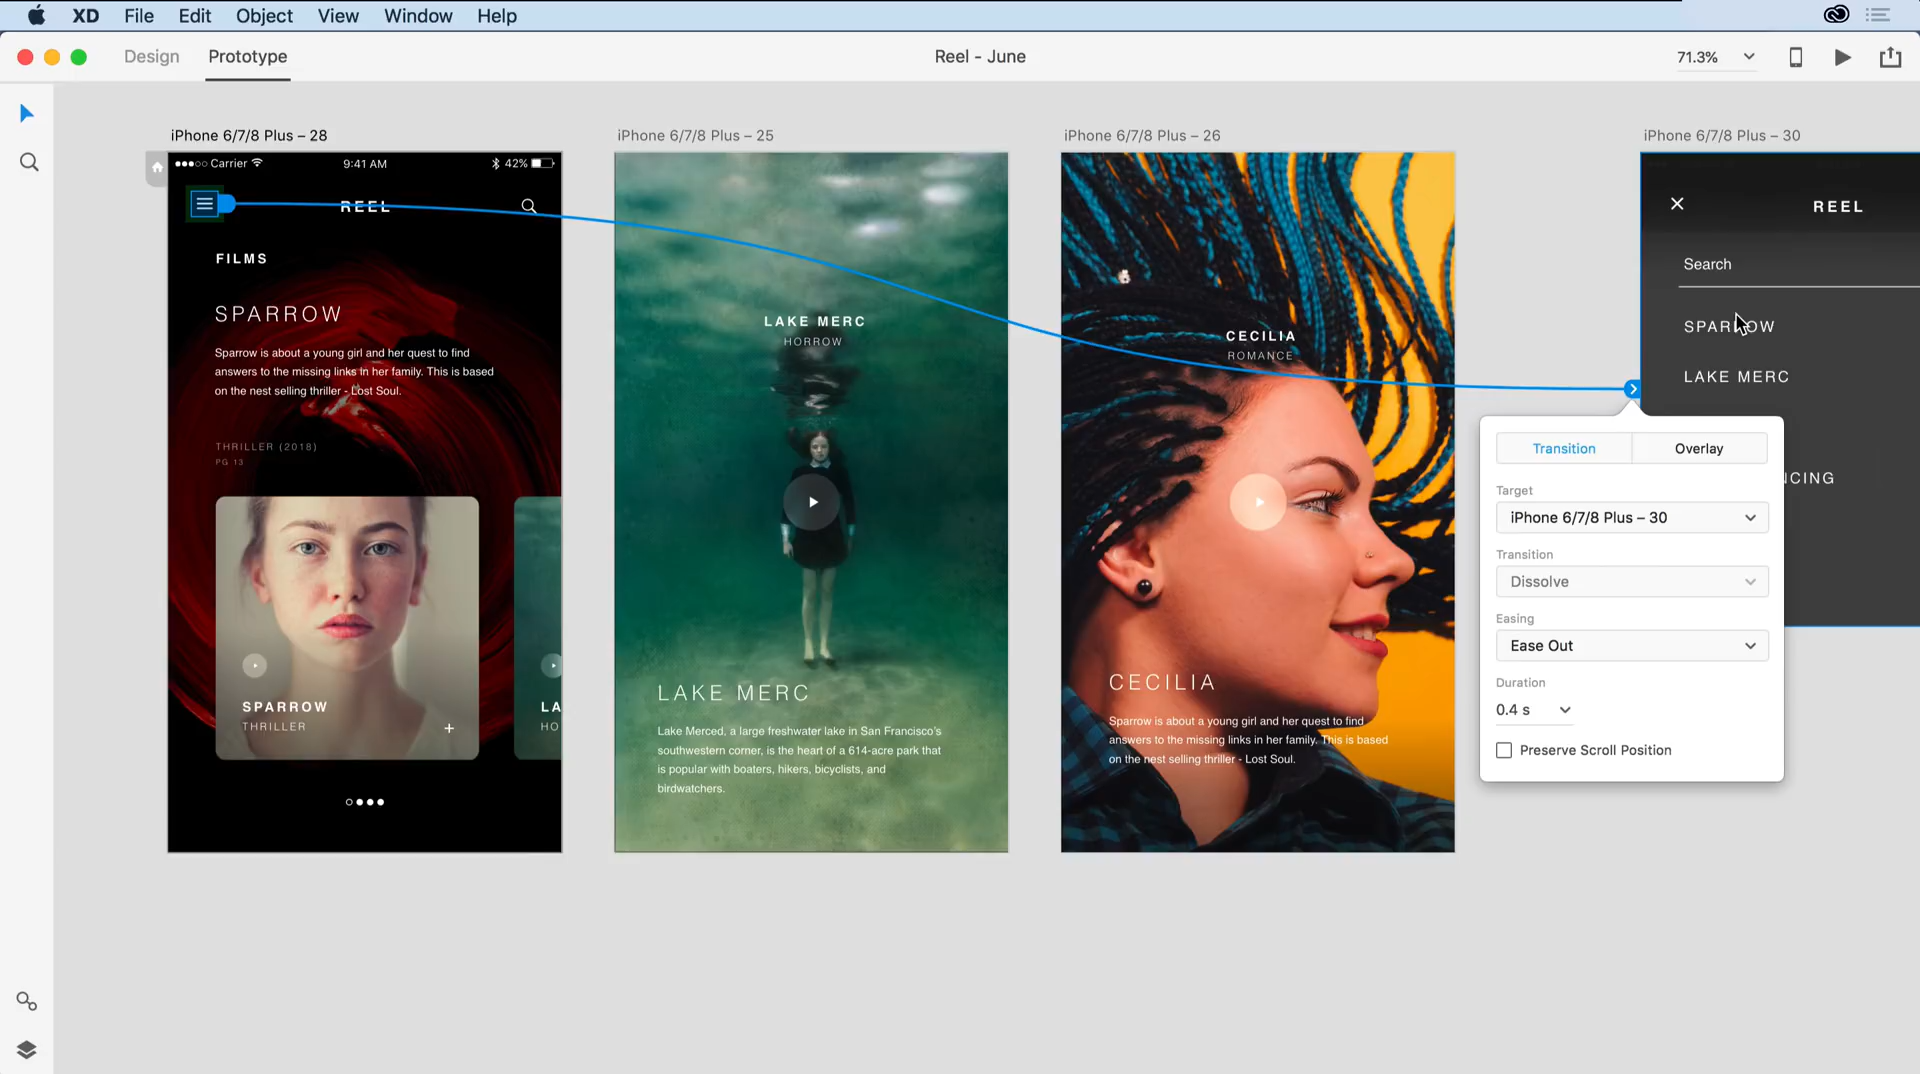 XD File Edit Object View Window Help
Design Prototype
Reel - June
71.3%
iPhone 6/7/8 Plus – 28
Carrier
9:41 AM
42%
REEL
FILMS
SPARROW
Sparrow is about a young girl and her quest to find
answers to the missing links in her family. This is based
on the nest selling thriller - Lost Soul.
THRILLER (2018)
PG 13
SPARROW
THRILLER
LA
HO
iPhone 6/7/8 Plus – 25
LAKE MERC
HORROW
LAKE MERC
Lake Merced, a large freshwater lake in San Francisco's
southwestern corner, is the heart of a 614-acre park that
is popular with boaters, hikers, bicyclists, and
birdwatchers.
iPhone 6/7/8 Plus – 26
CECILIA
ROMANCE
CECILIA
Sparrow is about a young girl and her quest to find
answers to the missing links in her family. This is based
on the nest selling thriller - Lost Soul.
iPhone 6/7/8 Plus – 30
REEL
Search
SPARROW
LAKE MERC
NCING
Transition Overlay
Target
iPhone 6/7/8 Plus – 30
Transition
Dissolve
Easing
Ease Out
Duration
0.4 s
Preserve Scroll Position